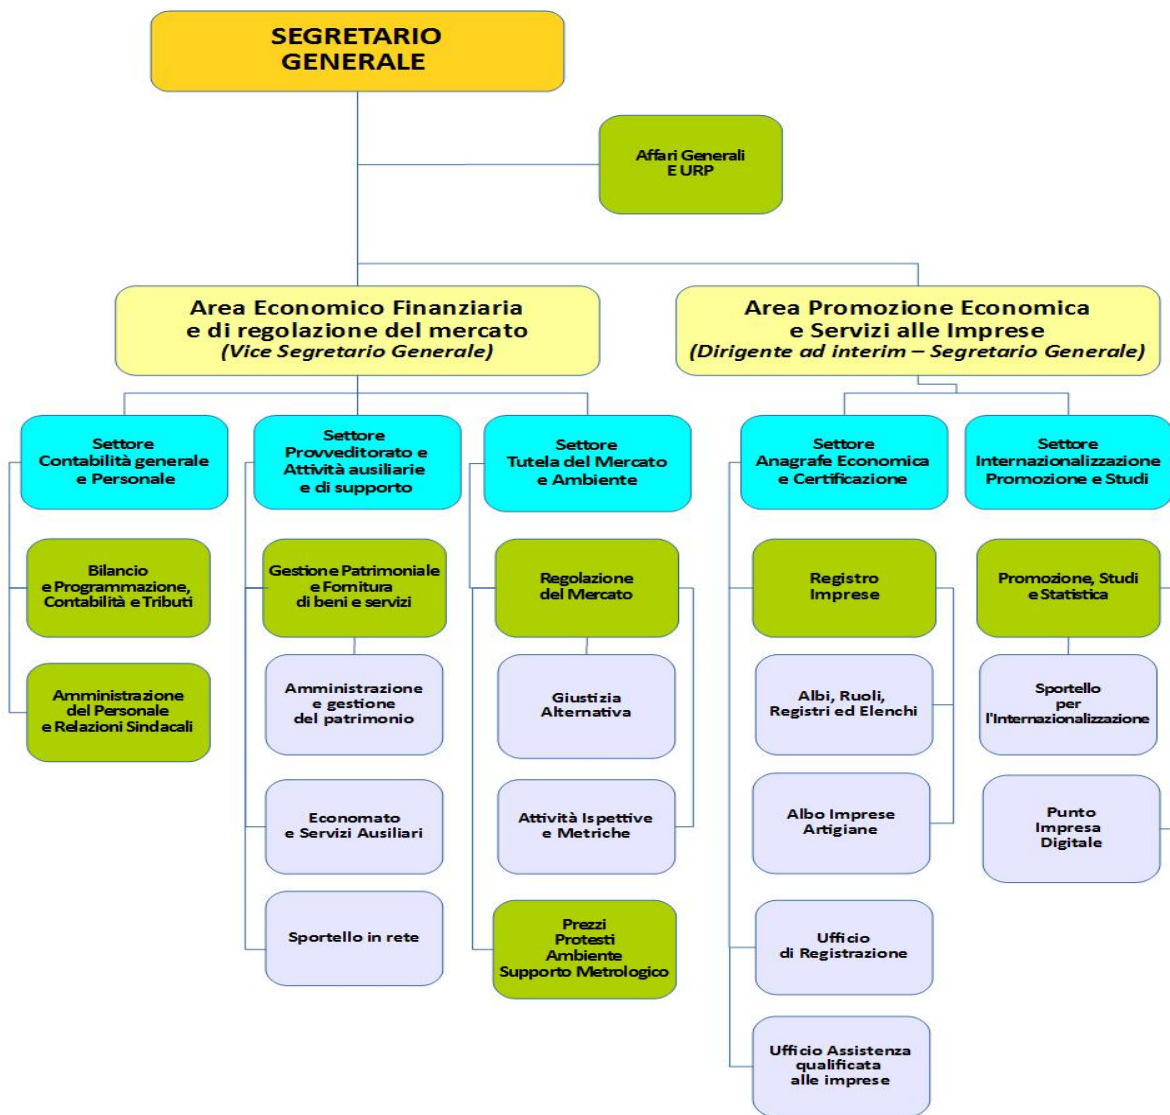 SEGRETARIO
GENERALE
Affari Generali
E URP
Area Economico Finanziaria
e di regolazione del mercato
(Vice Segretario Generale)
Area Promozione Economica
e Servizi alle Imprese
(Dirigente ad interim – Segretario Generale)
Settore
Contabilità generale
e Personale
Settore
Provveditorato e
Attività ausiliarie
e di supporto
Settore
Tutela del Mercato
e Ambiente
Settore
Anagrafe Economica
e Certificazione
Settore
Internazionalizzazione
Promozione e Studi
Bilancio
e Programmazione,
Contabilità e Tributi
Gestione Patrimoniale
e Fornitura
di beni e servizi
Regolazione
del Mercato
Registro
Imprese
Promozione, Studi
e Statistica
Amministrazione
del Personale
e Relazioni Sindacali
Amministrazione
e gestione
del patrimonio
Giustizia
Alternativa
Albi, Ruoli,
Registri ed Elenchi
Sportello
per
l'Internazionalizzazione
Economato
e Servizi Ausiliari
Attività Ispettive
e Metriche
Albo Imprese
Artigiane
Punto
Impresa
Digitale
Sportello in rete
Prezzi
Protesti
Ambiente
Supporto Metrologico
Ufficio
di Registrazione
Ufficio Assistenza
qualificata
alle imprese